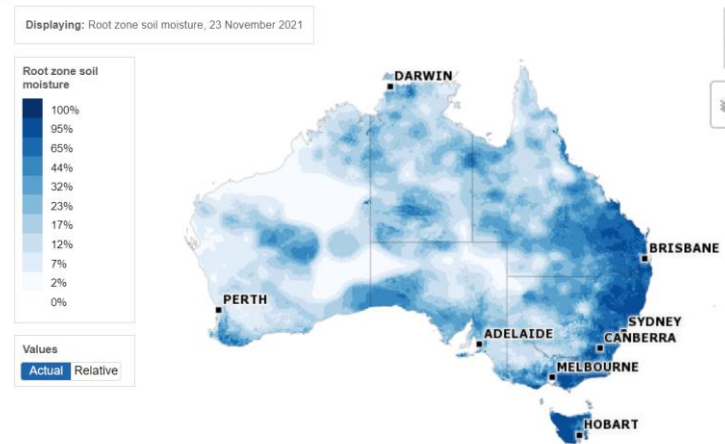 Displaying: Root zone soil moisture, 23 November 2021
Root zone soil
moisture
100%
95%
65%
44%
32%
23%
17%
12%
7%
2%
0%
Values
Actual Relative
DARWIN
BRISBANE
PERTH
SYDNEY
ADELAIDE
CANBERRA
MELBOURNE
HOBART